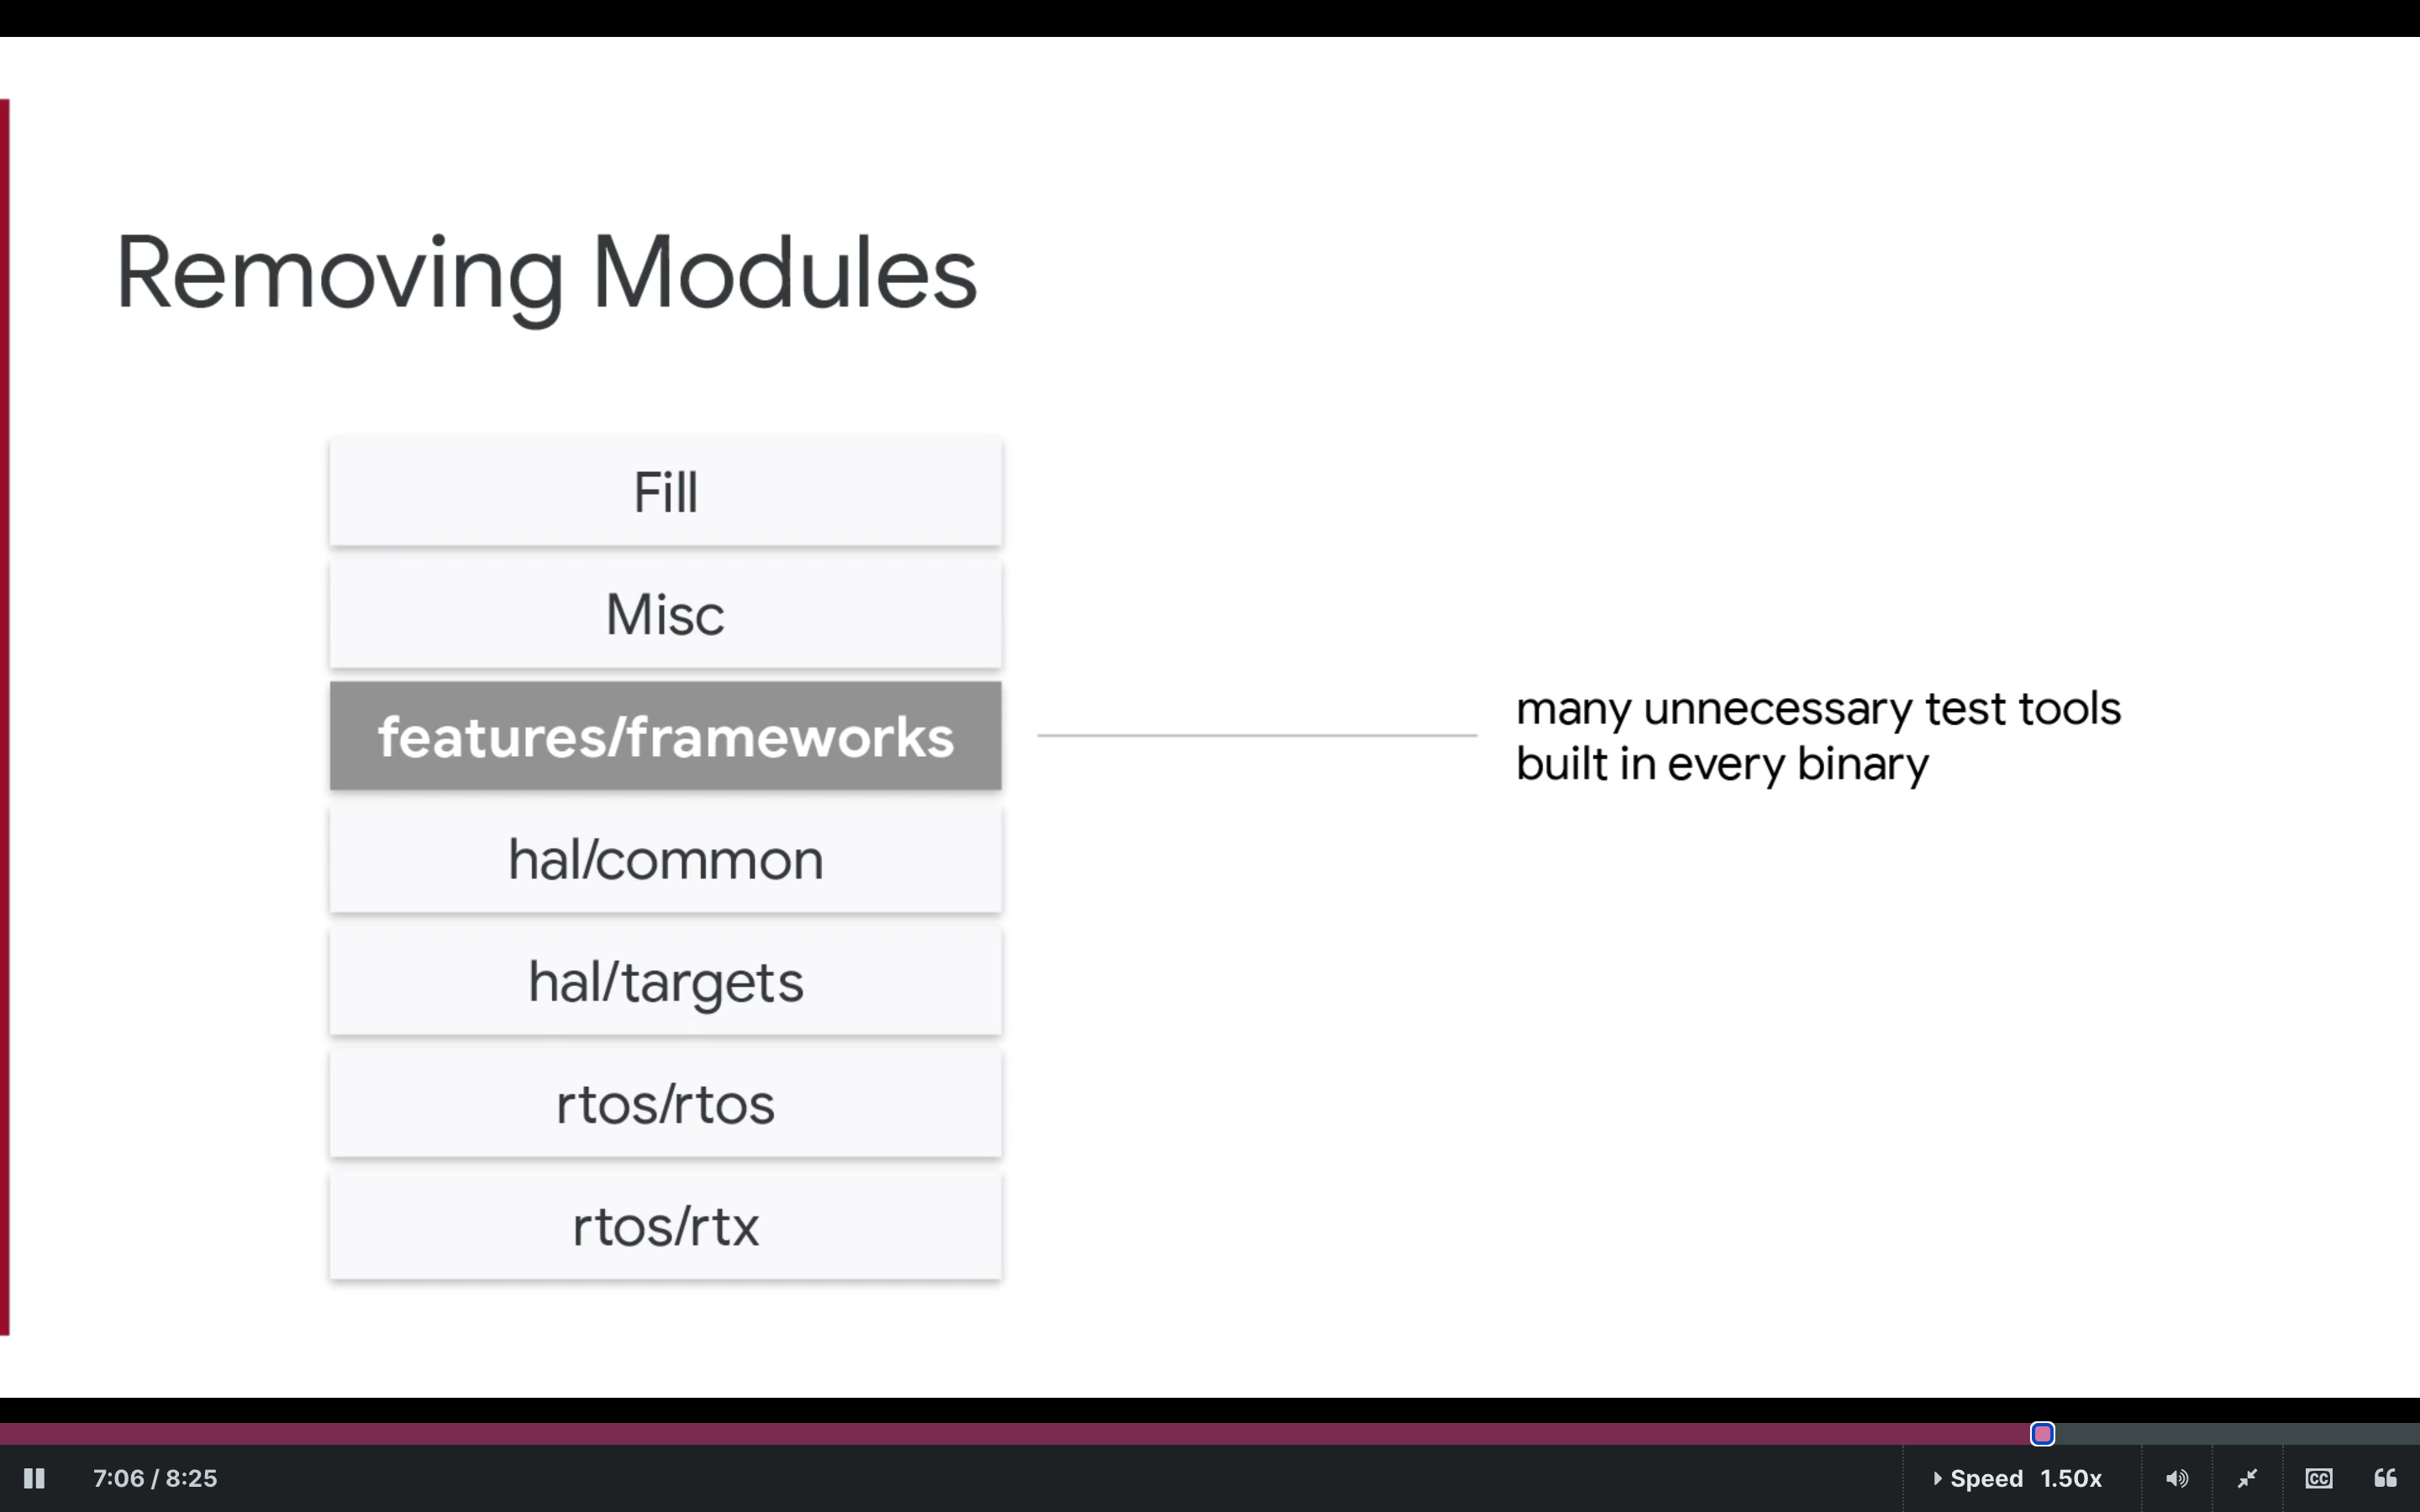 Removing Modules
Fill
Misc
features/frameworks
many unnecessary test tools
built in every binary
hal/common
hal/targets
rtos/rtos
rtos/rtx
7:06 / 8:25
Speed 1.50x
CC